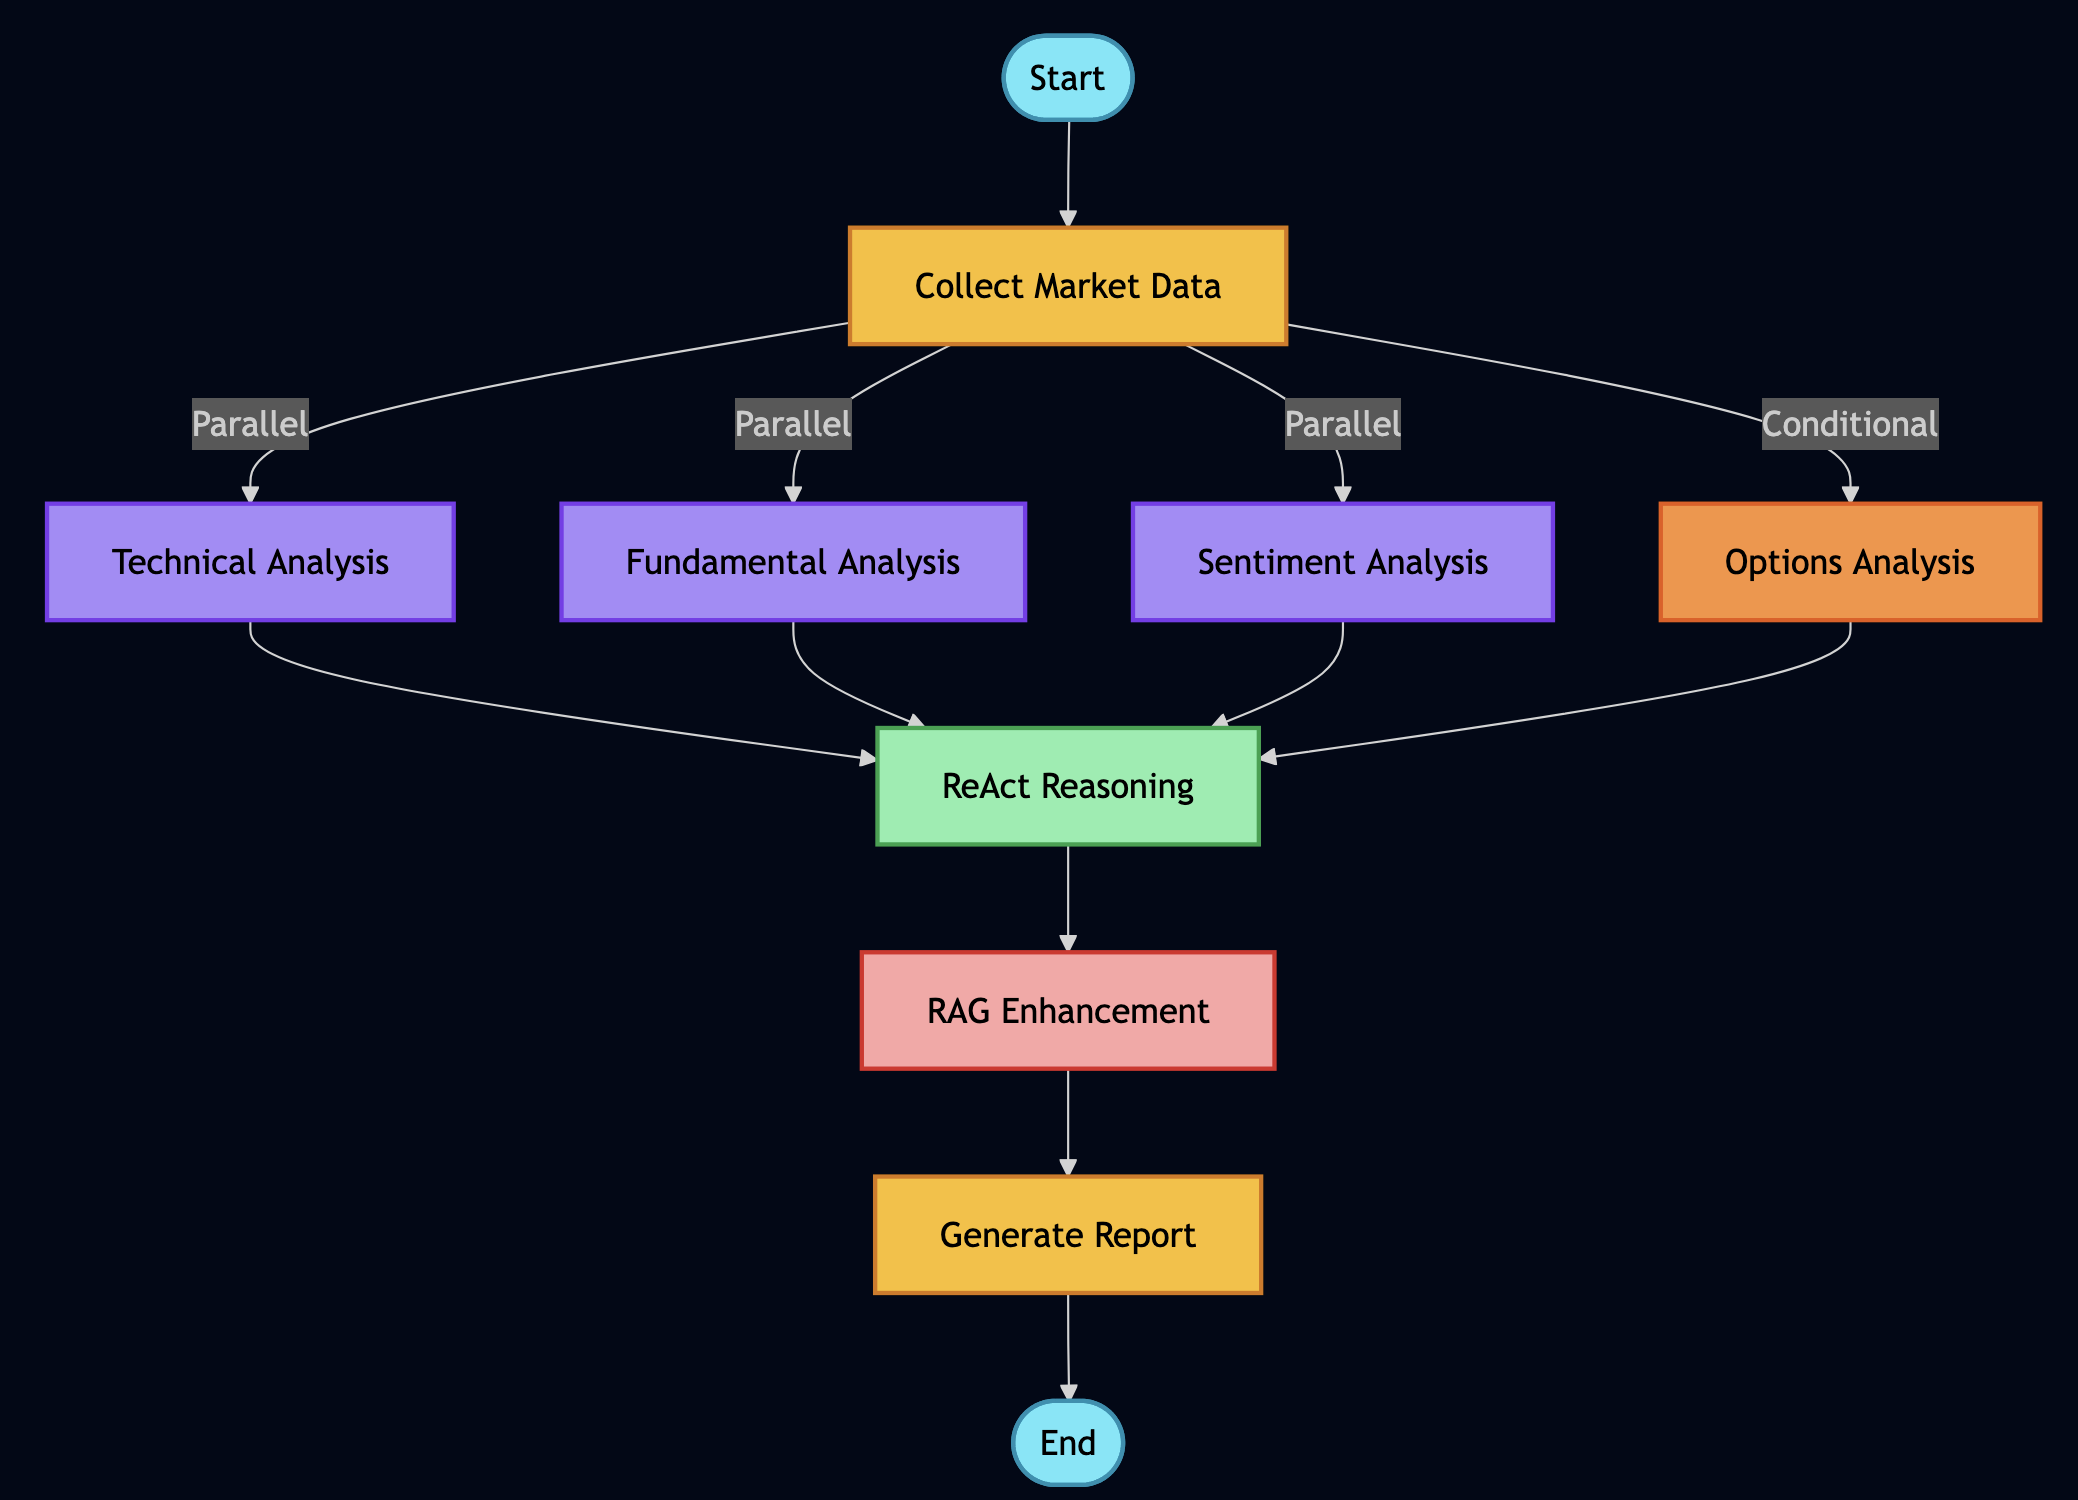 Start
Collect Market Data
Parallel
Parallel
Parallel
Conditional
Technical Analysis
Fundamental Analysis
Sentiment Analysis
Options Analysis
ReAct Reasoning
RAG Enhancement
Generate Report
End